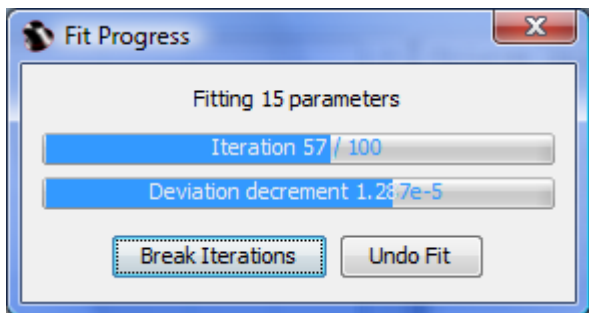 Fit Progress
Fitting 15 parameters
Iteration 57 / 100
Deviation decrement 1.287e-5
Break Iterations
Undo Fit